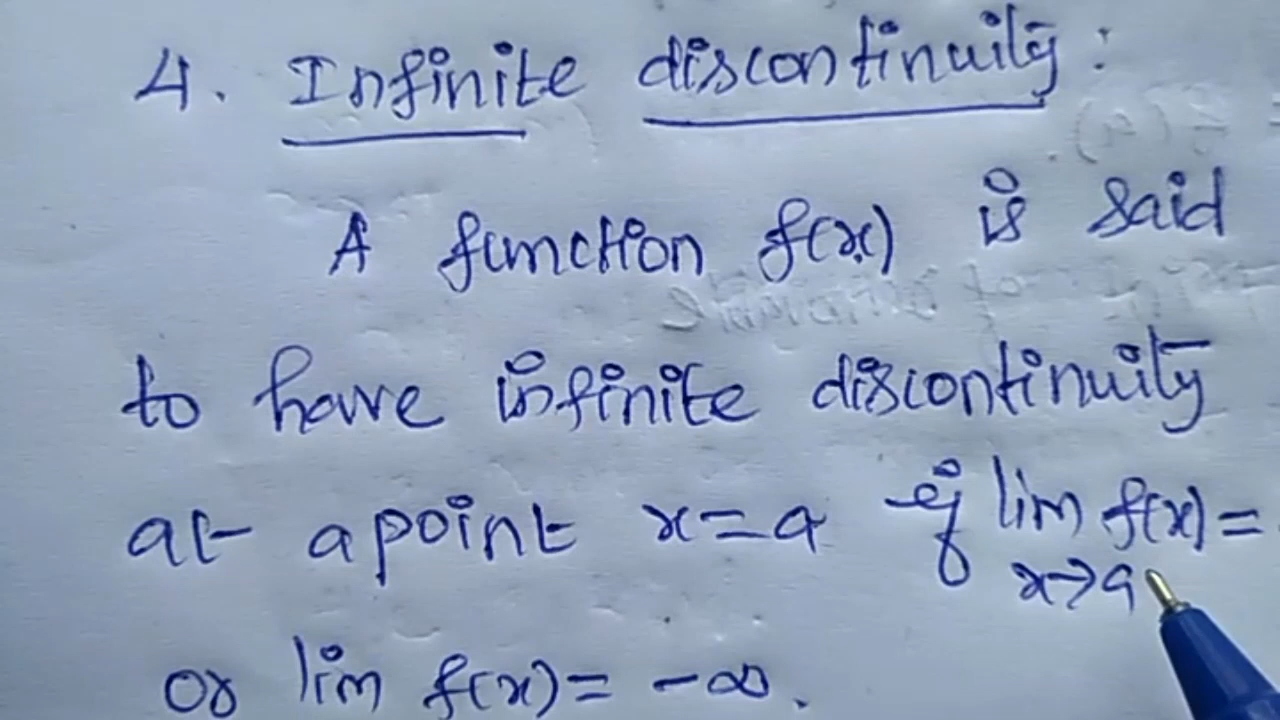 4. Infinite discontinuity :
A function f(x) is said
to have infinite discontinuity
at a point x=a if lim f(x) =
x→a
or lim f(x) = -∞.